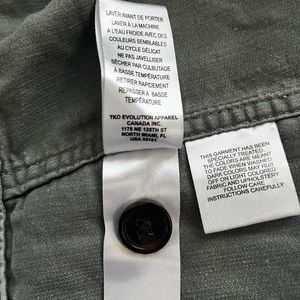 LAVER AVANT DE PORTER
LAVER À LA MACHINE
À L'EAU FROIDE AVEC DES
COULEURS SEMBLABLES
AU CYCLE DÉLICAT
NE PAS JAVELLISER
SÉCHER PAR CULBUTAGE
À BASSE TEMPÉRATURE
RETIRER RAPIDEMENT
REPASSER À BASSE
TEMPÉRATURE
TKO EVOLUTION APPAREL
CANADA INC.
1175 NE 125TH ST
NORTH MIAMI, FL
USA 33161
THIS GARMENT HAS BEEN
SPECIALLY TREATED
THE COLORS ARE MEANT
TO FADE WHEN WASHED
DARK COLORS MAY RUB
OFF ON LIGHT COLORED
FABRIC AND UPHOLSTERY
FOLLOW CARE
INSTRUCTIONS CAREFULLY